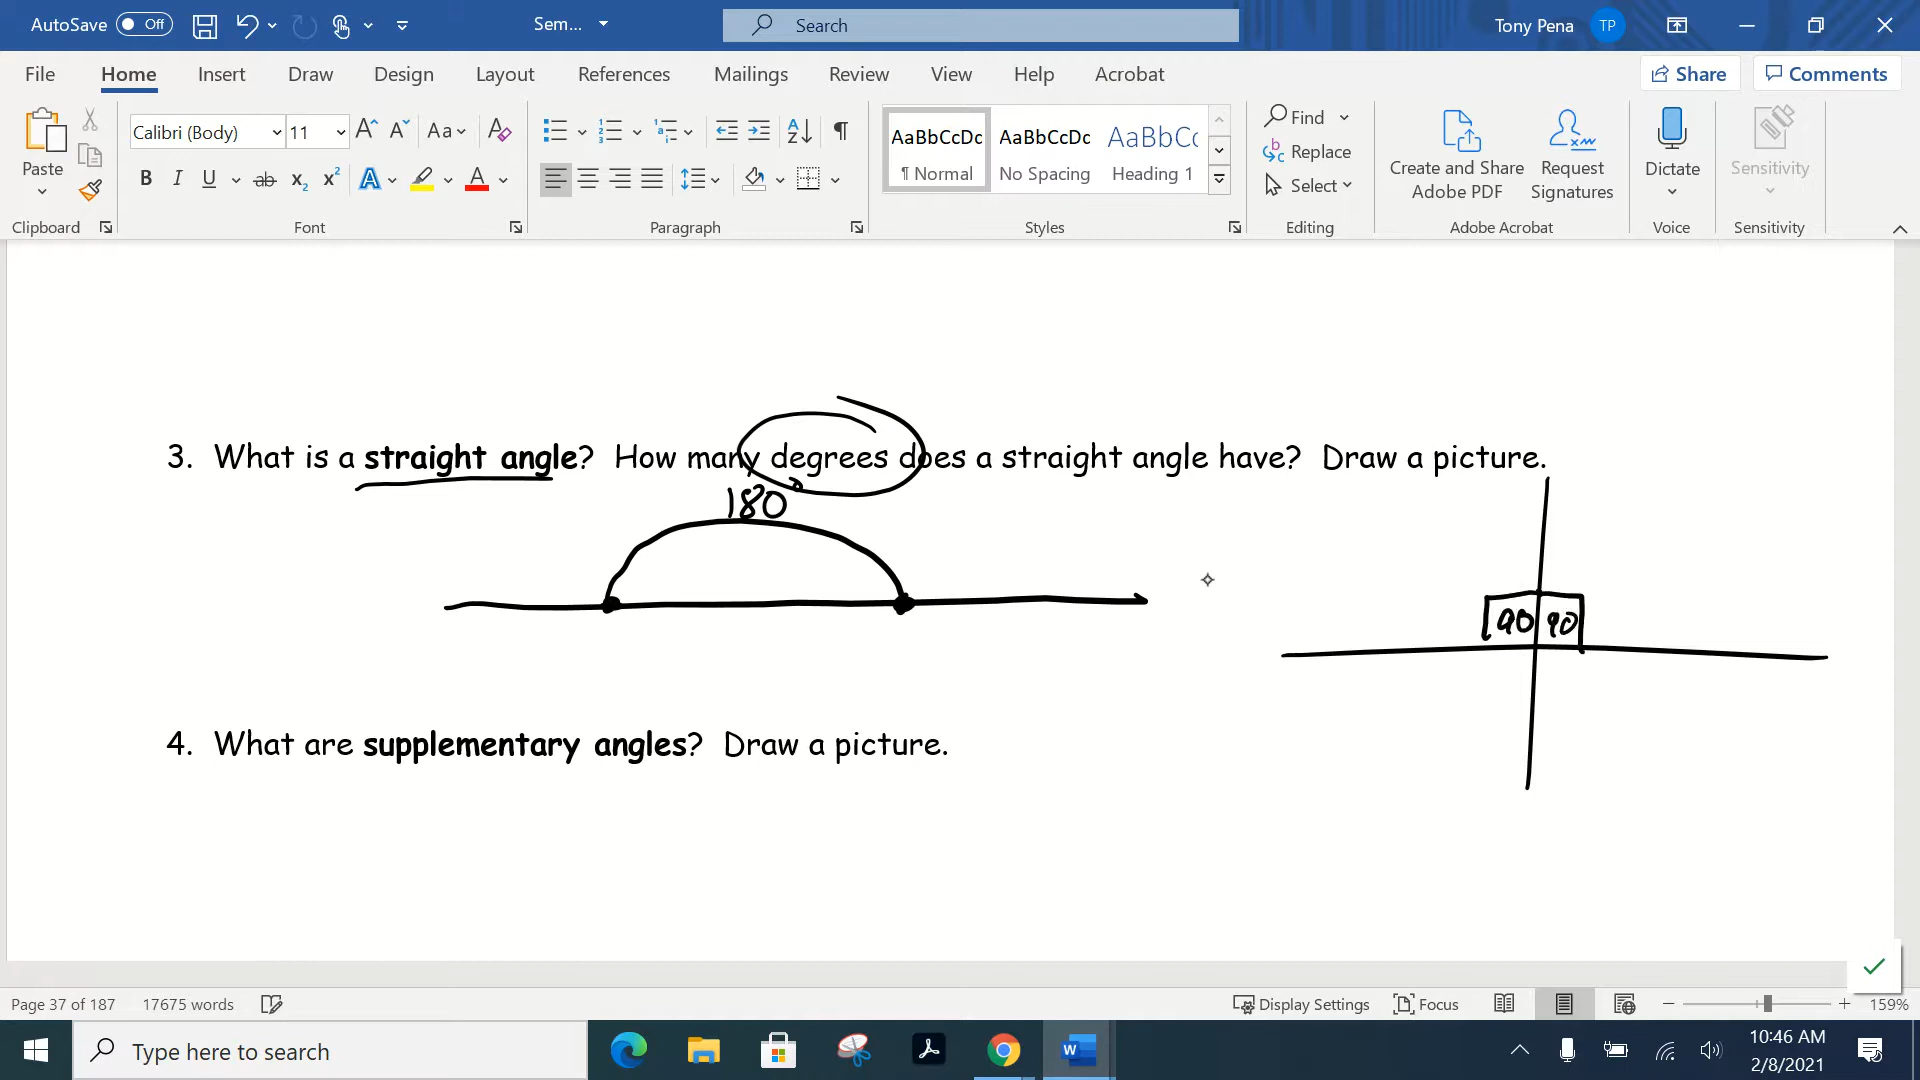 AutoSave Off Sem... Search Tony Pena TP
File Home Insert Draw Design Layout References Mailings Review View Help Acrobat Share Comments
Paste
Calibri (Body) 11 A A Aa A
B I U ab x2 x2 A A
A Z ¶
AaBbCcDc ¶ Normal
AaBbCcDc No Spacing
AaBbCc Heading 1
Find
Replace
Select
Create and Share Adobe PDF
Request Signatures
Dictate
Sensitivity
Clipboard Font Paragraph Styles Editing Adobe Acrobat Voice Sensitivity
3. What is a straight angle? How many degrees does a straight angle have? Draw a picture.
180°
90 90
4. What are supplementary angles? Draw a picture.
Page 37 of 187 17675 words Display Settings Focus 159%
Type here to search
10:46 AM
2/8/2021